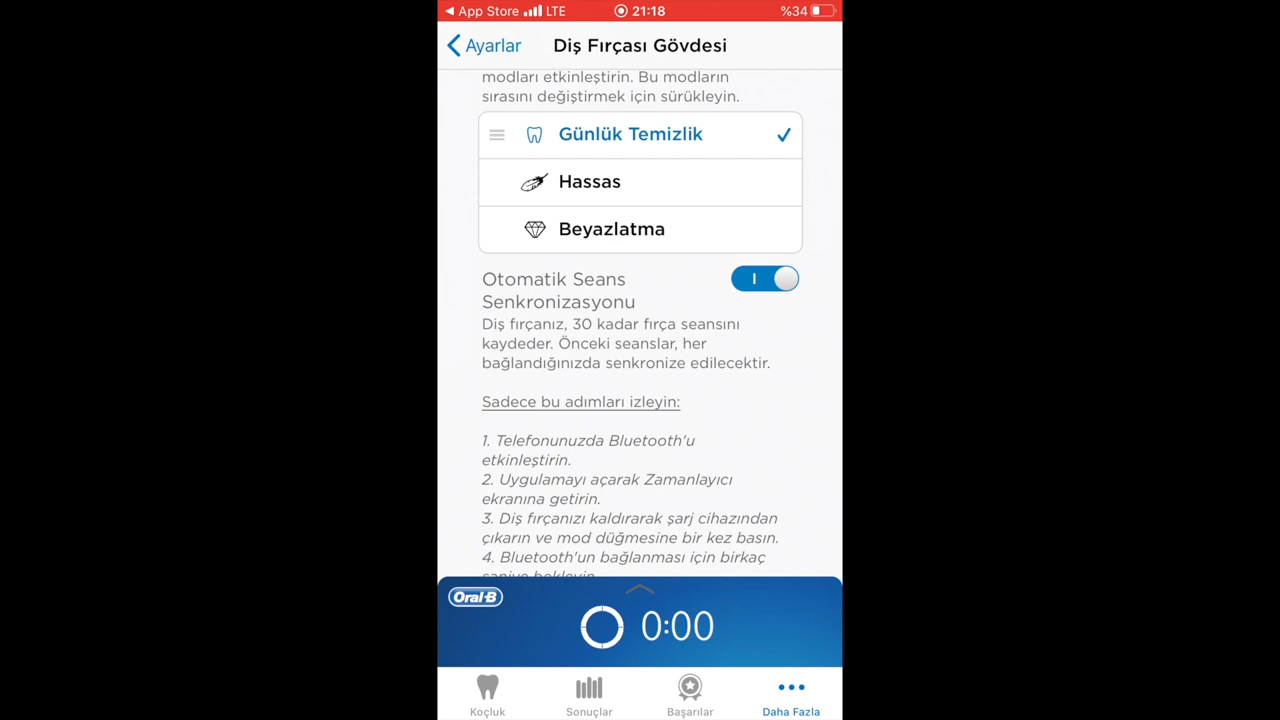 App Store LTE 21:18 %34
Ayarlar Diş Fırçası Gövdesi
modları etkinleştirin. Bu modların
sırasını değiştirmek için sürükleyin.
Günlük Temizlik
Hassas
Beyazlatma
Otomatik Seans
Senkronizasyonu
Diş fırçanız, 30 kadar fırça seansını
kaydeder. Önceki seanslar, her
bağlandığınızda senkronize edilecektir.
Sadece bu adımları izleyin:
1. Telefonunuzda Bluetooth'u
etkinleştirin.
2. Uygulamayı açarak Zamanlayıcı
ekranına getirin.
3. Diş fırçanızı kaldırarak şarj cihazından
çıkarın ve mod düğmesine bir kez basın.
4. Bluetooth'un bağlanması için birkaç
saniye bekleyin.
Oral-B
0:00
Koçluk Sonuçlar Başarılar Daha Fazla